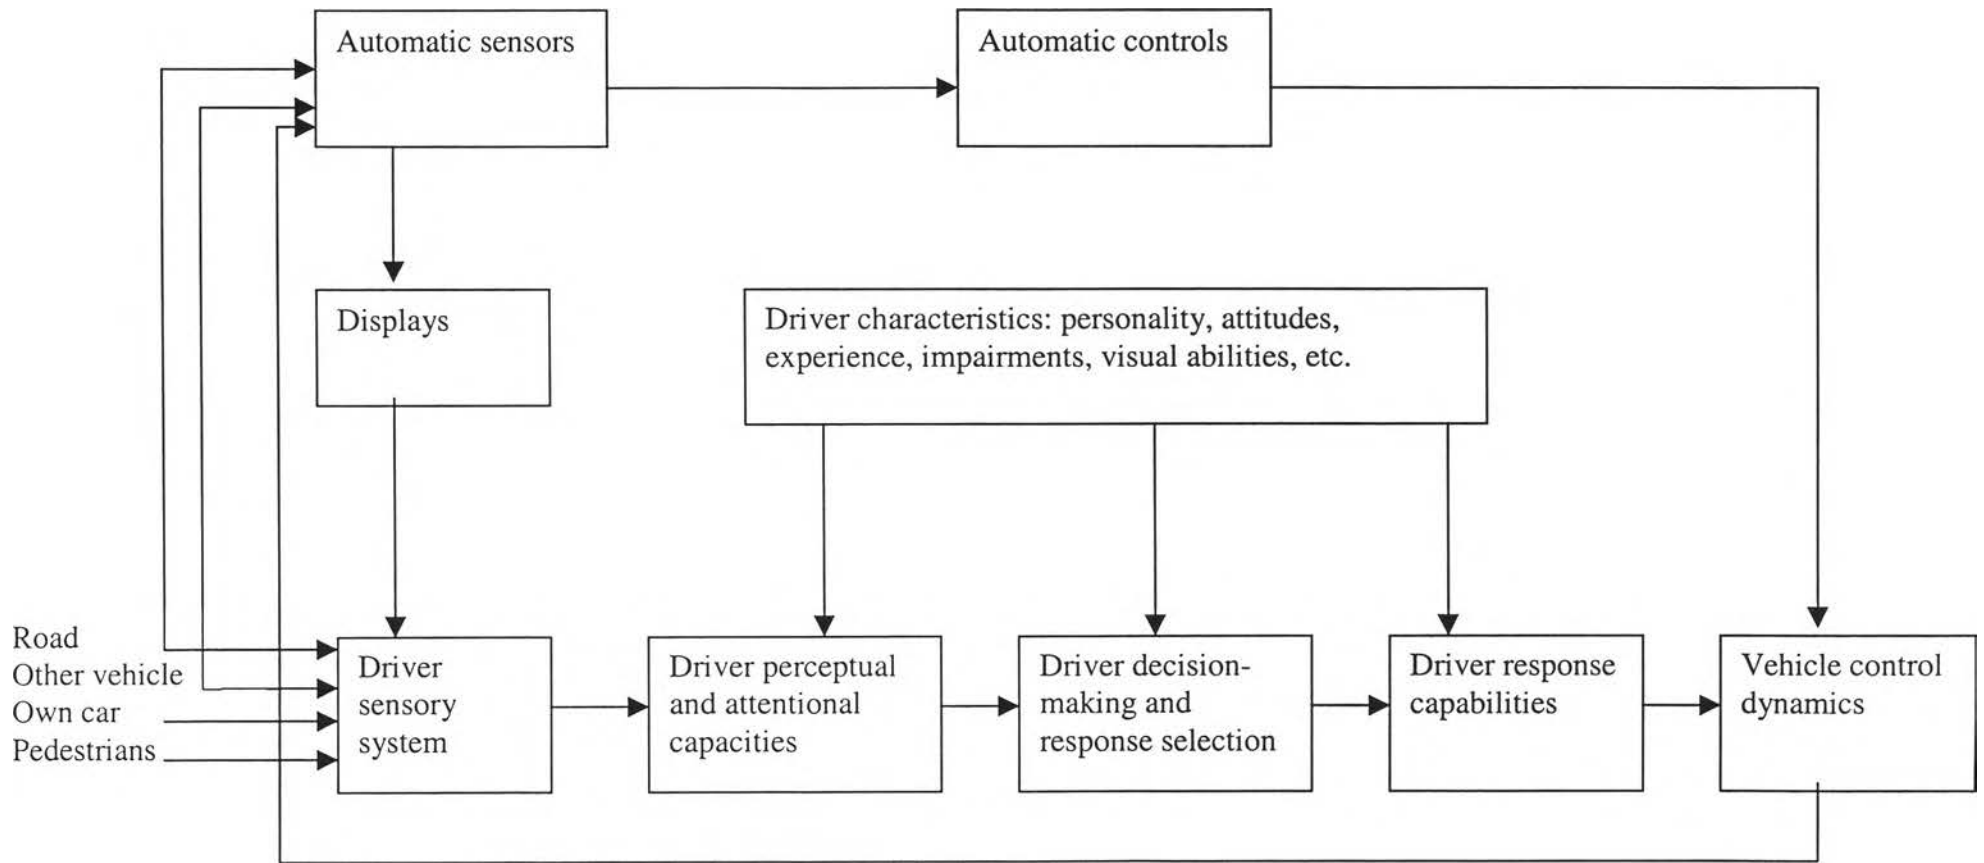 Automatic sensors
Automatic controls
Displays
Driver characteristics: personality, attitudes,
experience, impairments, visual abilities, etc.
Road
Other vehicle
Own car
Pedestrians
Driver
sensory
system
Driver perceptual
and attentional
capacities
Driver decision-
making and
response selection
Driver response
capabilities
Vehicle control
dynamics